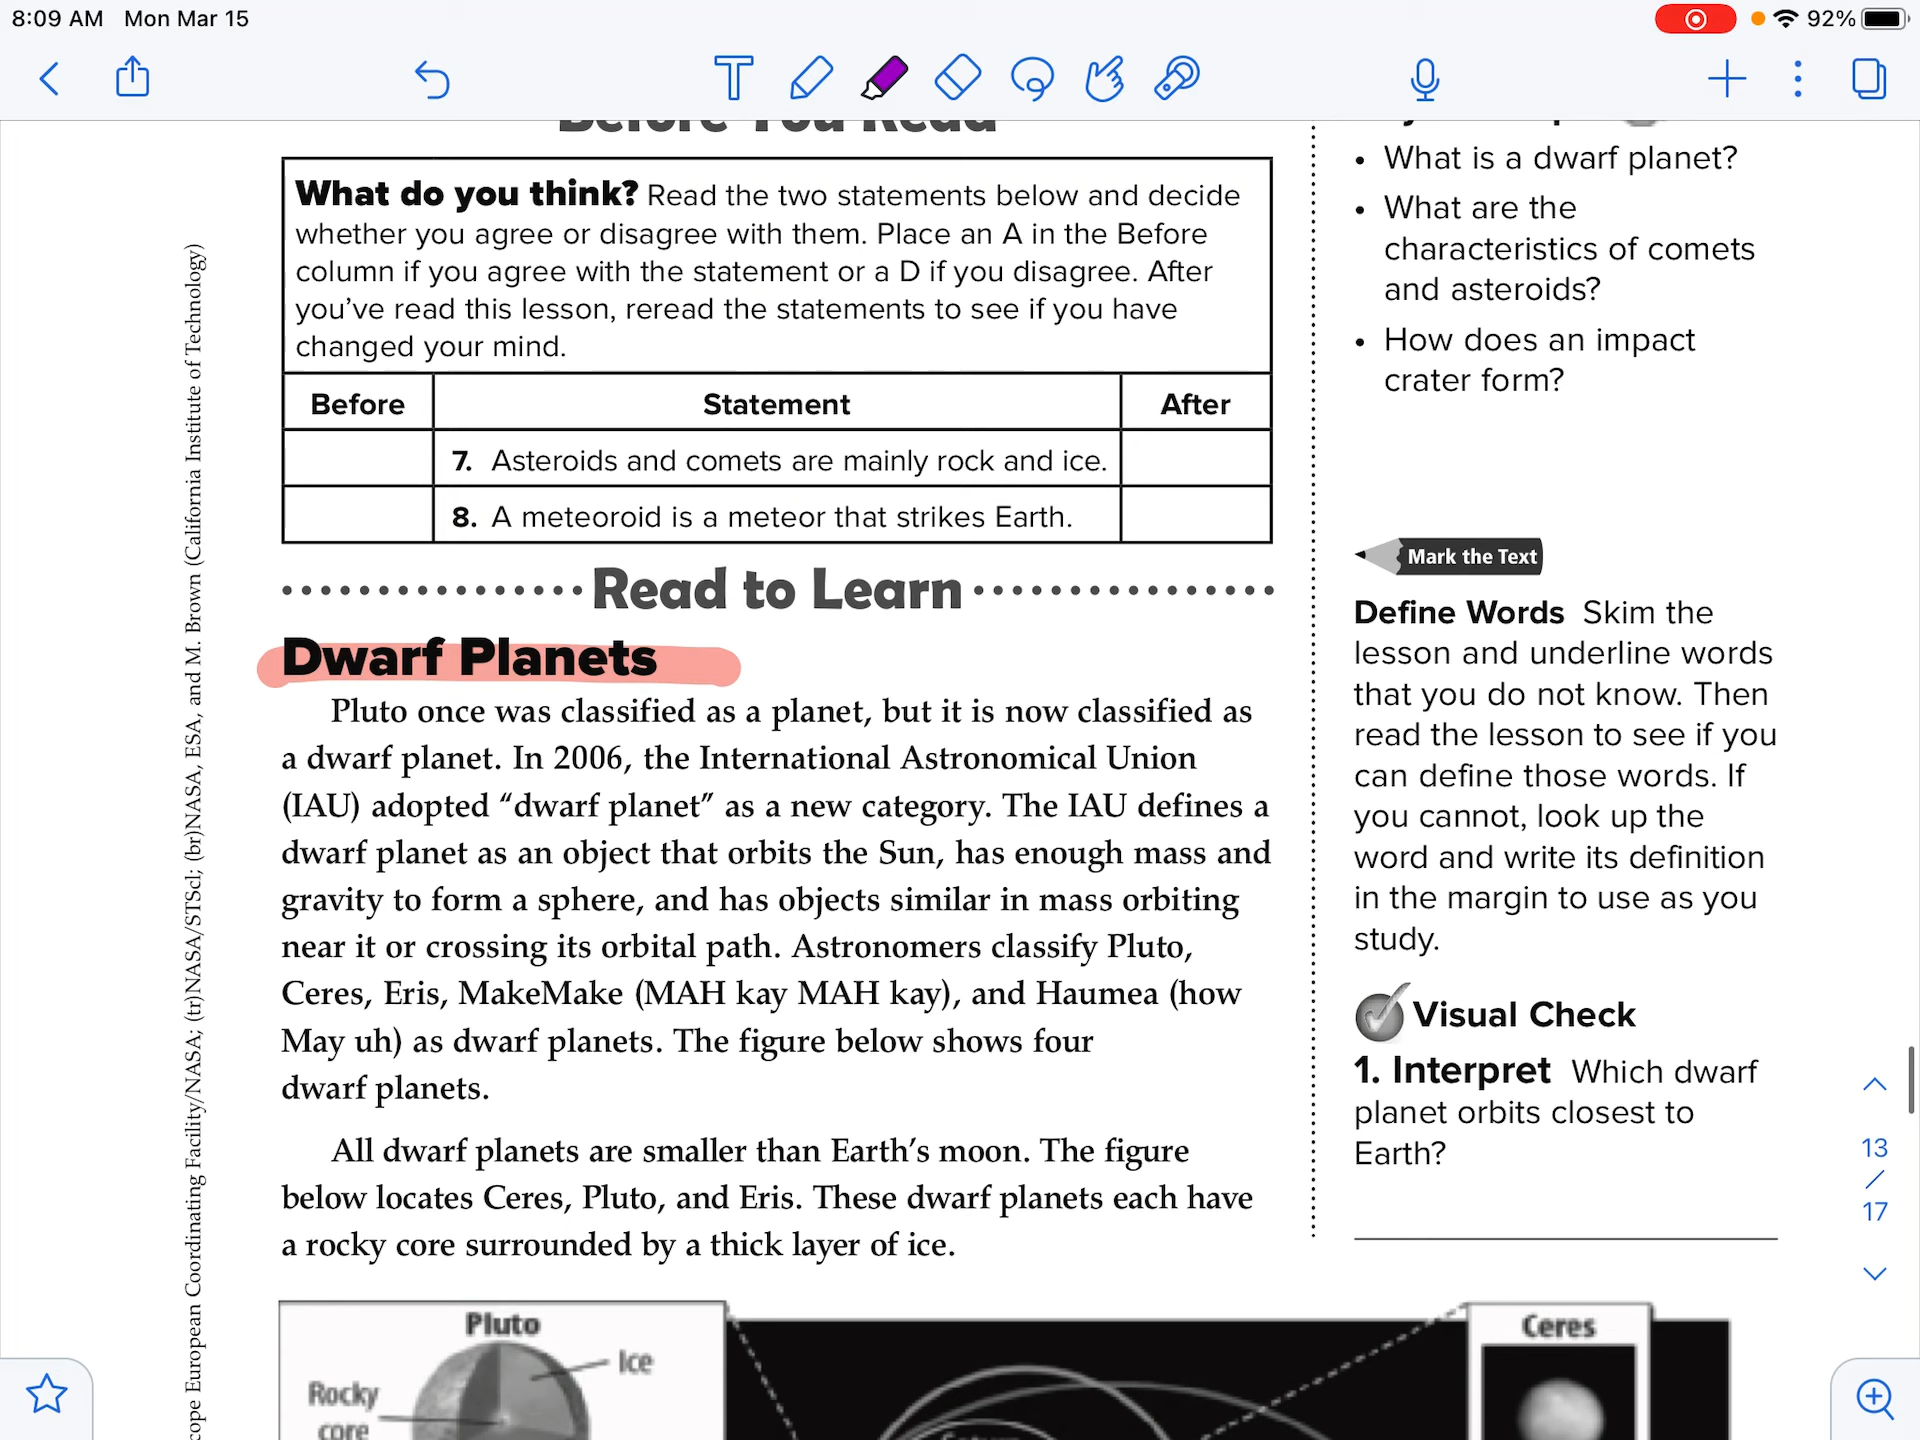 8:09 AM Mon Mar 15
92%
Before You Read
What do you think? Read the two statements below and decide
whether you agree or disagree with them. Place an A in the Before
column if you agree with the statement or a D if you disagree. After
you've read this lesson, reread the statements to see if you have
changed your mind.
Before Statement After
7. Asteroids and comets are mainly rock and ice.
8. A meteoroid is a meteor that strikes Earth.
Read to Learn
Dwarf Planets
Pluto once was classified as a planet, but it is now classified as
a dwarf planet. In 2006, the International Astronomical Union
(IAU) adopted “dwarf planet” as a new category. The IAU defines a
dwarf planet as an object that orbits the Sun, has enough mass and
gravity to form a sphere, and has objects similar in mass orbiting
near it or crossing its orbital path. Astronomers classify Pluto,
Ceres, Eris, MakeMake (MAH kay MAH kay), and Haumea (how
May uh) as dwarf planets. The figure below shows four
dwarf planets.
All dwarf planets are smaller than Earth's moon. The figure
below locates Ceres, Pluto, and Eris. These dwarf planets each have
a rocky core surrounded by a thick layer of ice.
Pluto
Ice
Rocky
core
Ceres
• What is a dwarf planet?
• What are the
characteristics of comets
and asteroids?
• How does an impact
crater form?
Mark the Text
Define Words Skim the
lesson and underline words
that you do not know. Then
read the lesson to see if you
can define those words. If
you cannot, look up the
word and write its definition
in the margin to use as you
study.
Visual Check
1. Interpret Which dwarf
planet orbits closest to
Earth?
13
/
17
cope European Coordinating Facility/NASA; (tr)NASA/STScl; (br)NASA, ESA, and M. Brown (California Institute of Technology)